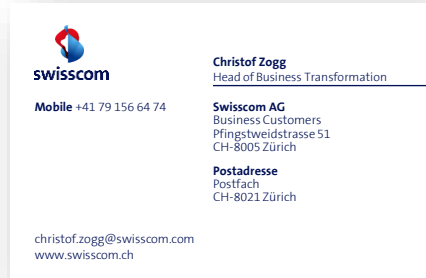 swisscom
Christof Zogg
Head of Business Transformation
Mobile +41 79 156 64 74
Swisscom AG
Business Customers
Pfingstweidstrasse 51
CH-8005 Zürich
Postadresse
Postfach
CH-8021 Zürich
christof.zogg@swisscom.com
www.swisscom.ch